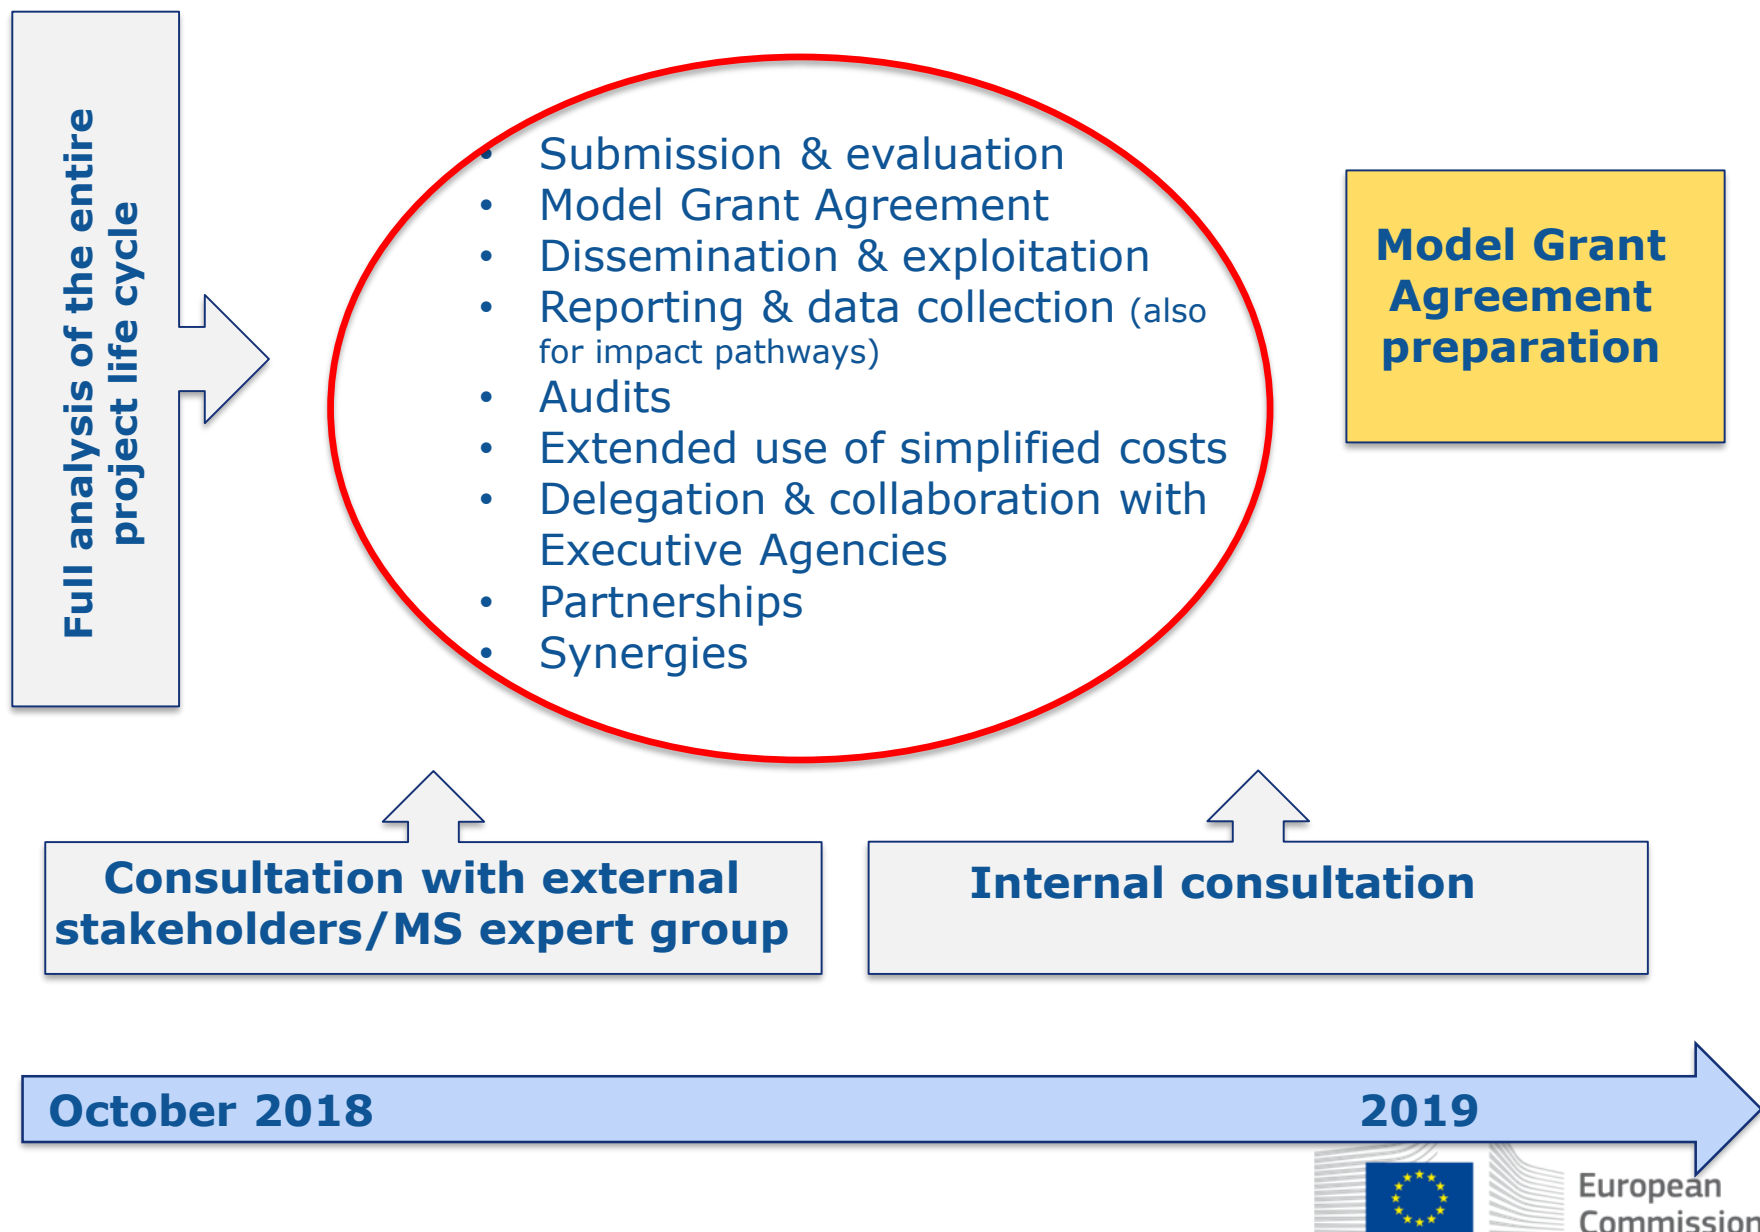 Full analysis of the entire
project life cycle
• Submission & evaluation
• Model Grant Agreement
• Dissemination & exploitation
• Reporting & data collection (also
for impact pathways)
• Audits
• Extended use of simplified costs
• Delegation & collaboration with
Executive Agencies
• Partnerships
• Synergies
Model Grant
Agreement
preparation
Consultation with external
stakeholders/MS expert group
Internal consultation
October 2018
2019
European
Commission